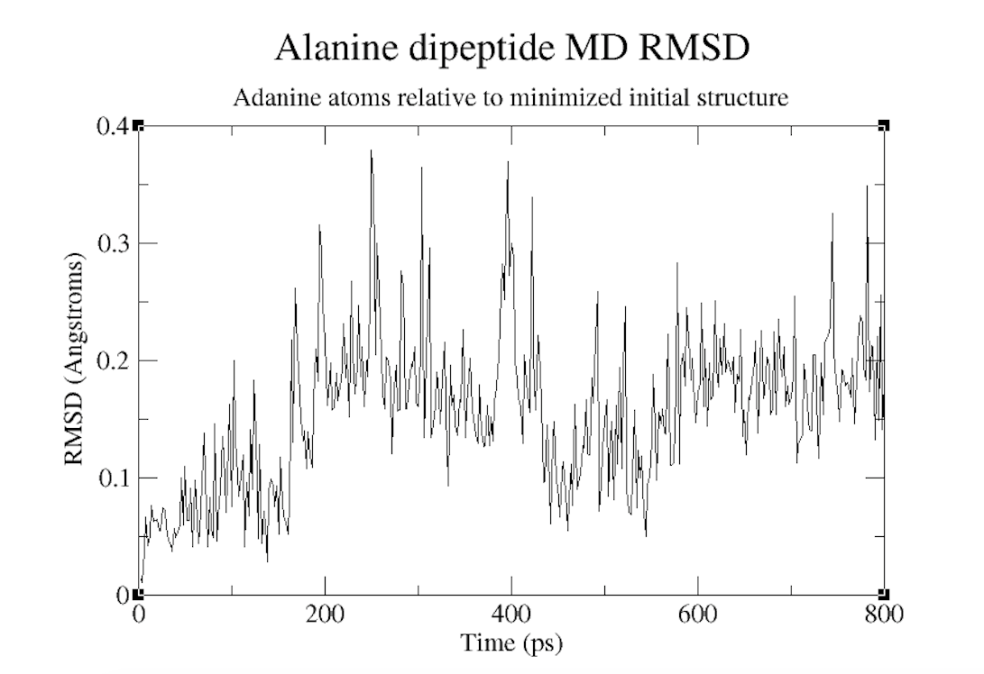 Alanine dipeptide MD RMSD
Adanine atoms relative to minimized initial structure
0.4
0.3
0.2
0.1
0
RMSD (Angstroms)
0 200 400 600 800
Time (ps)